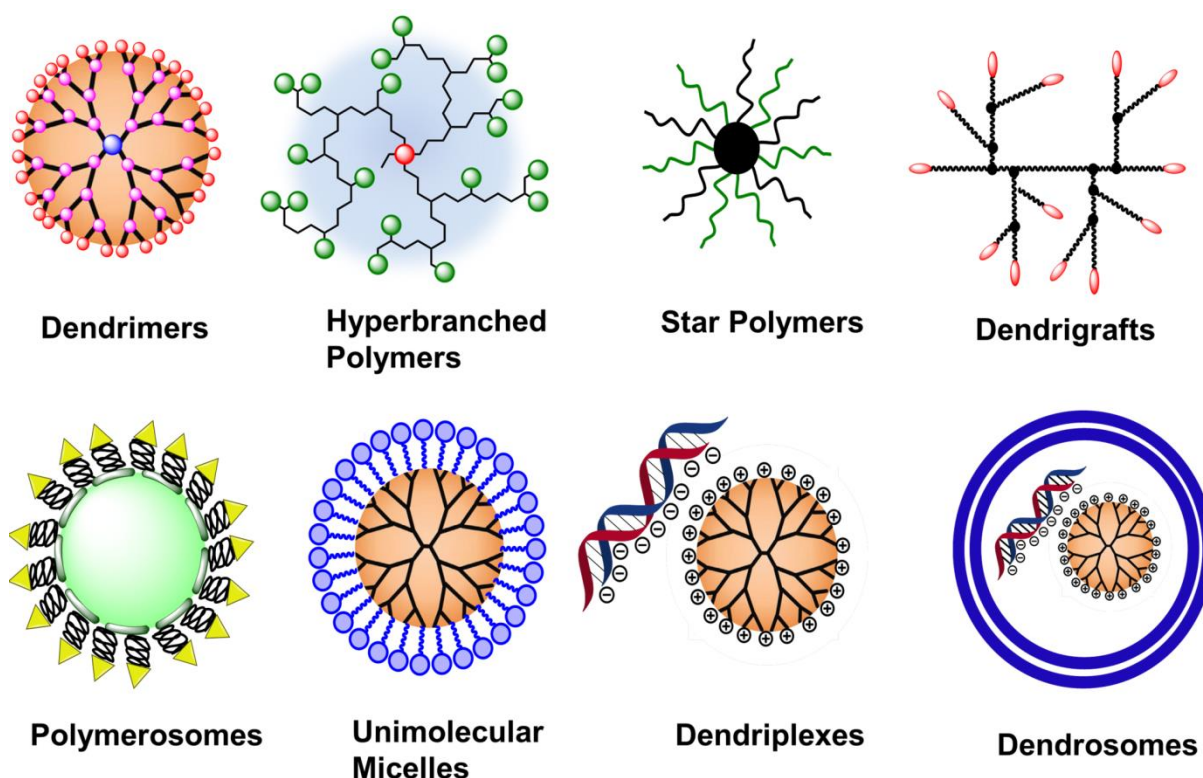 Dendrimers
Hyperbranched
Polymers
Star Polymers
Dendrigrafts
Polymerosomes
Unimolecular
Micelles
Dendriplexes
Dendrosomes